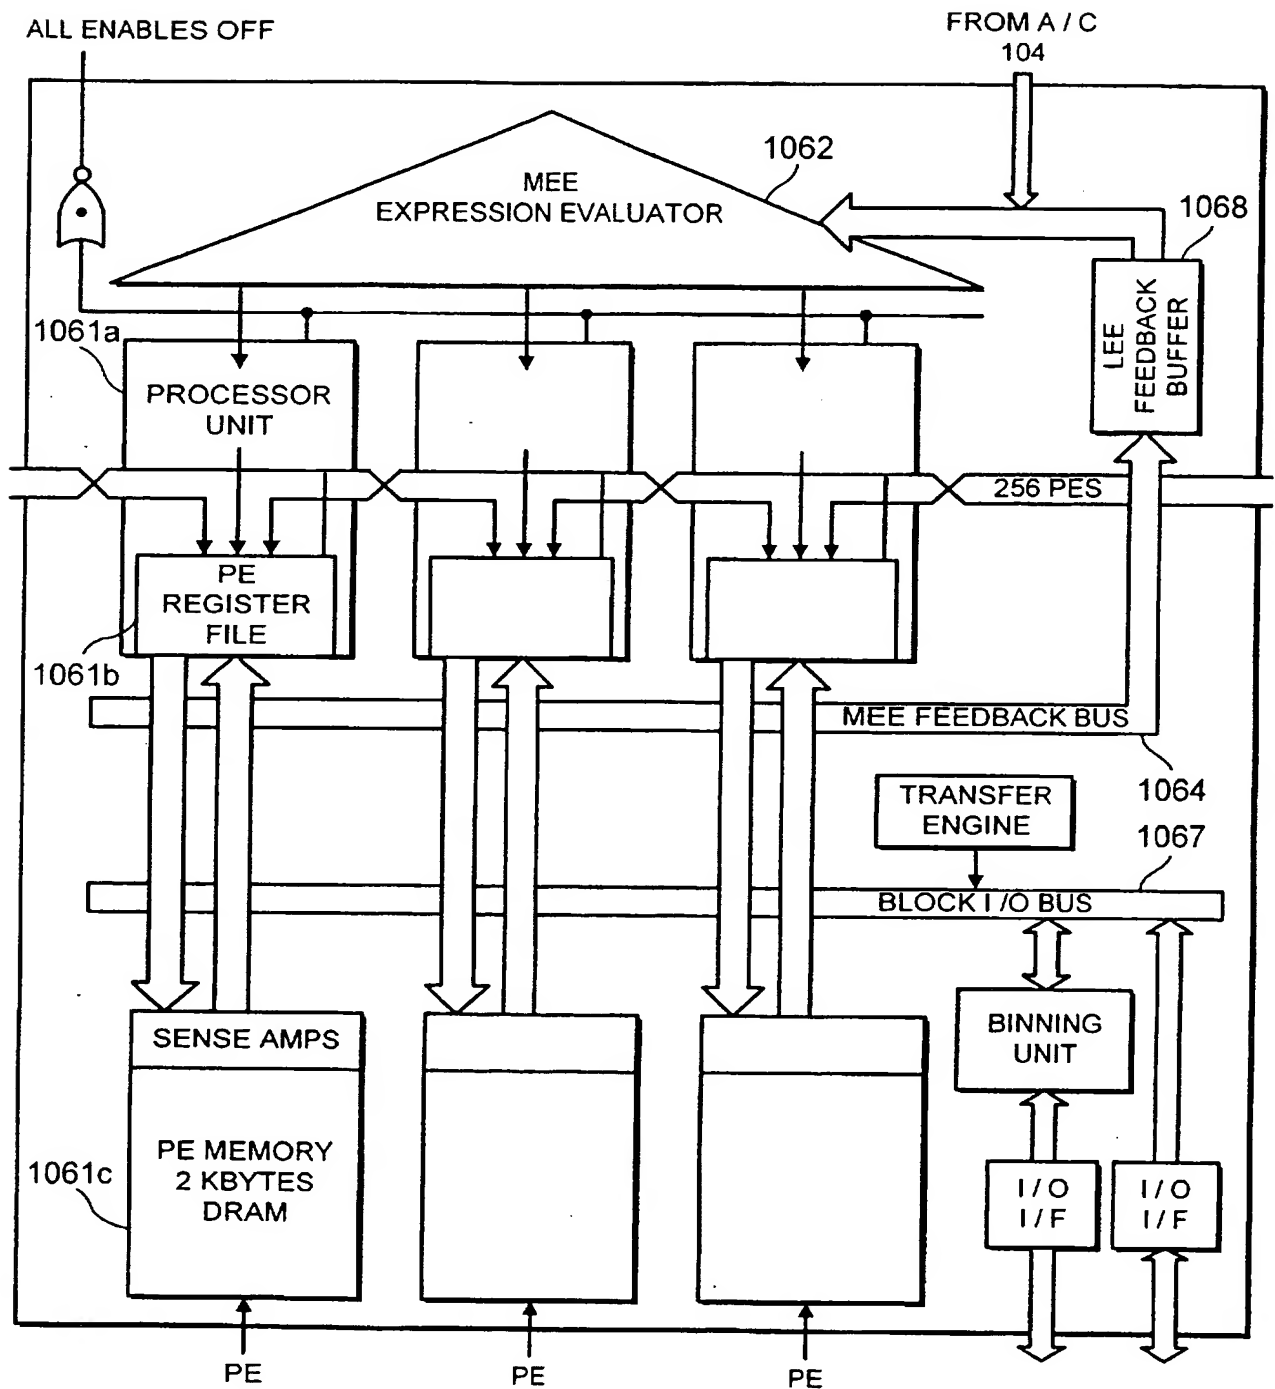 ALL ENABLES OFF
FROM A / C
104
1062
MEE
EXPRESSION EVALUATOR
1068
LEE
FEEDBACK
BUFFER
1061a
PROCESSOR
UNIT
256 PES
PE
REGISTER
FILE
1061b
MEE FEEDBACK BUS
1064
TRANSFER
ENGINE
1067
BLOCK I /O BUS
SENSE AMPS
BINNING
UNIT
PE MEMORY
2 KBYTES
DRAM
1061c
I / O
I / F
I / O
I / F
PE
PE
PE